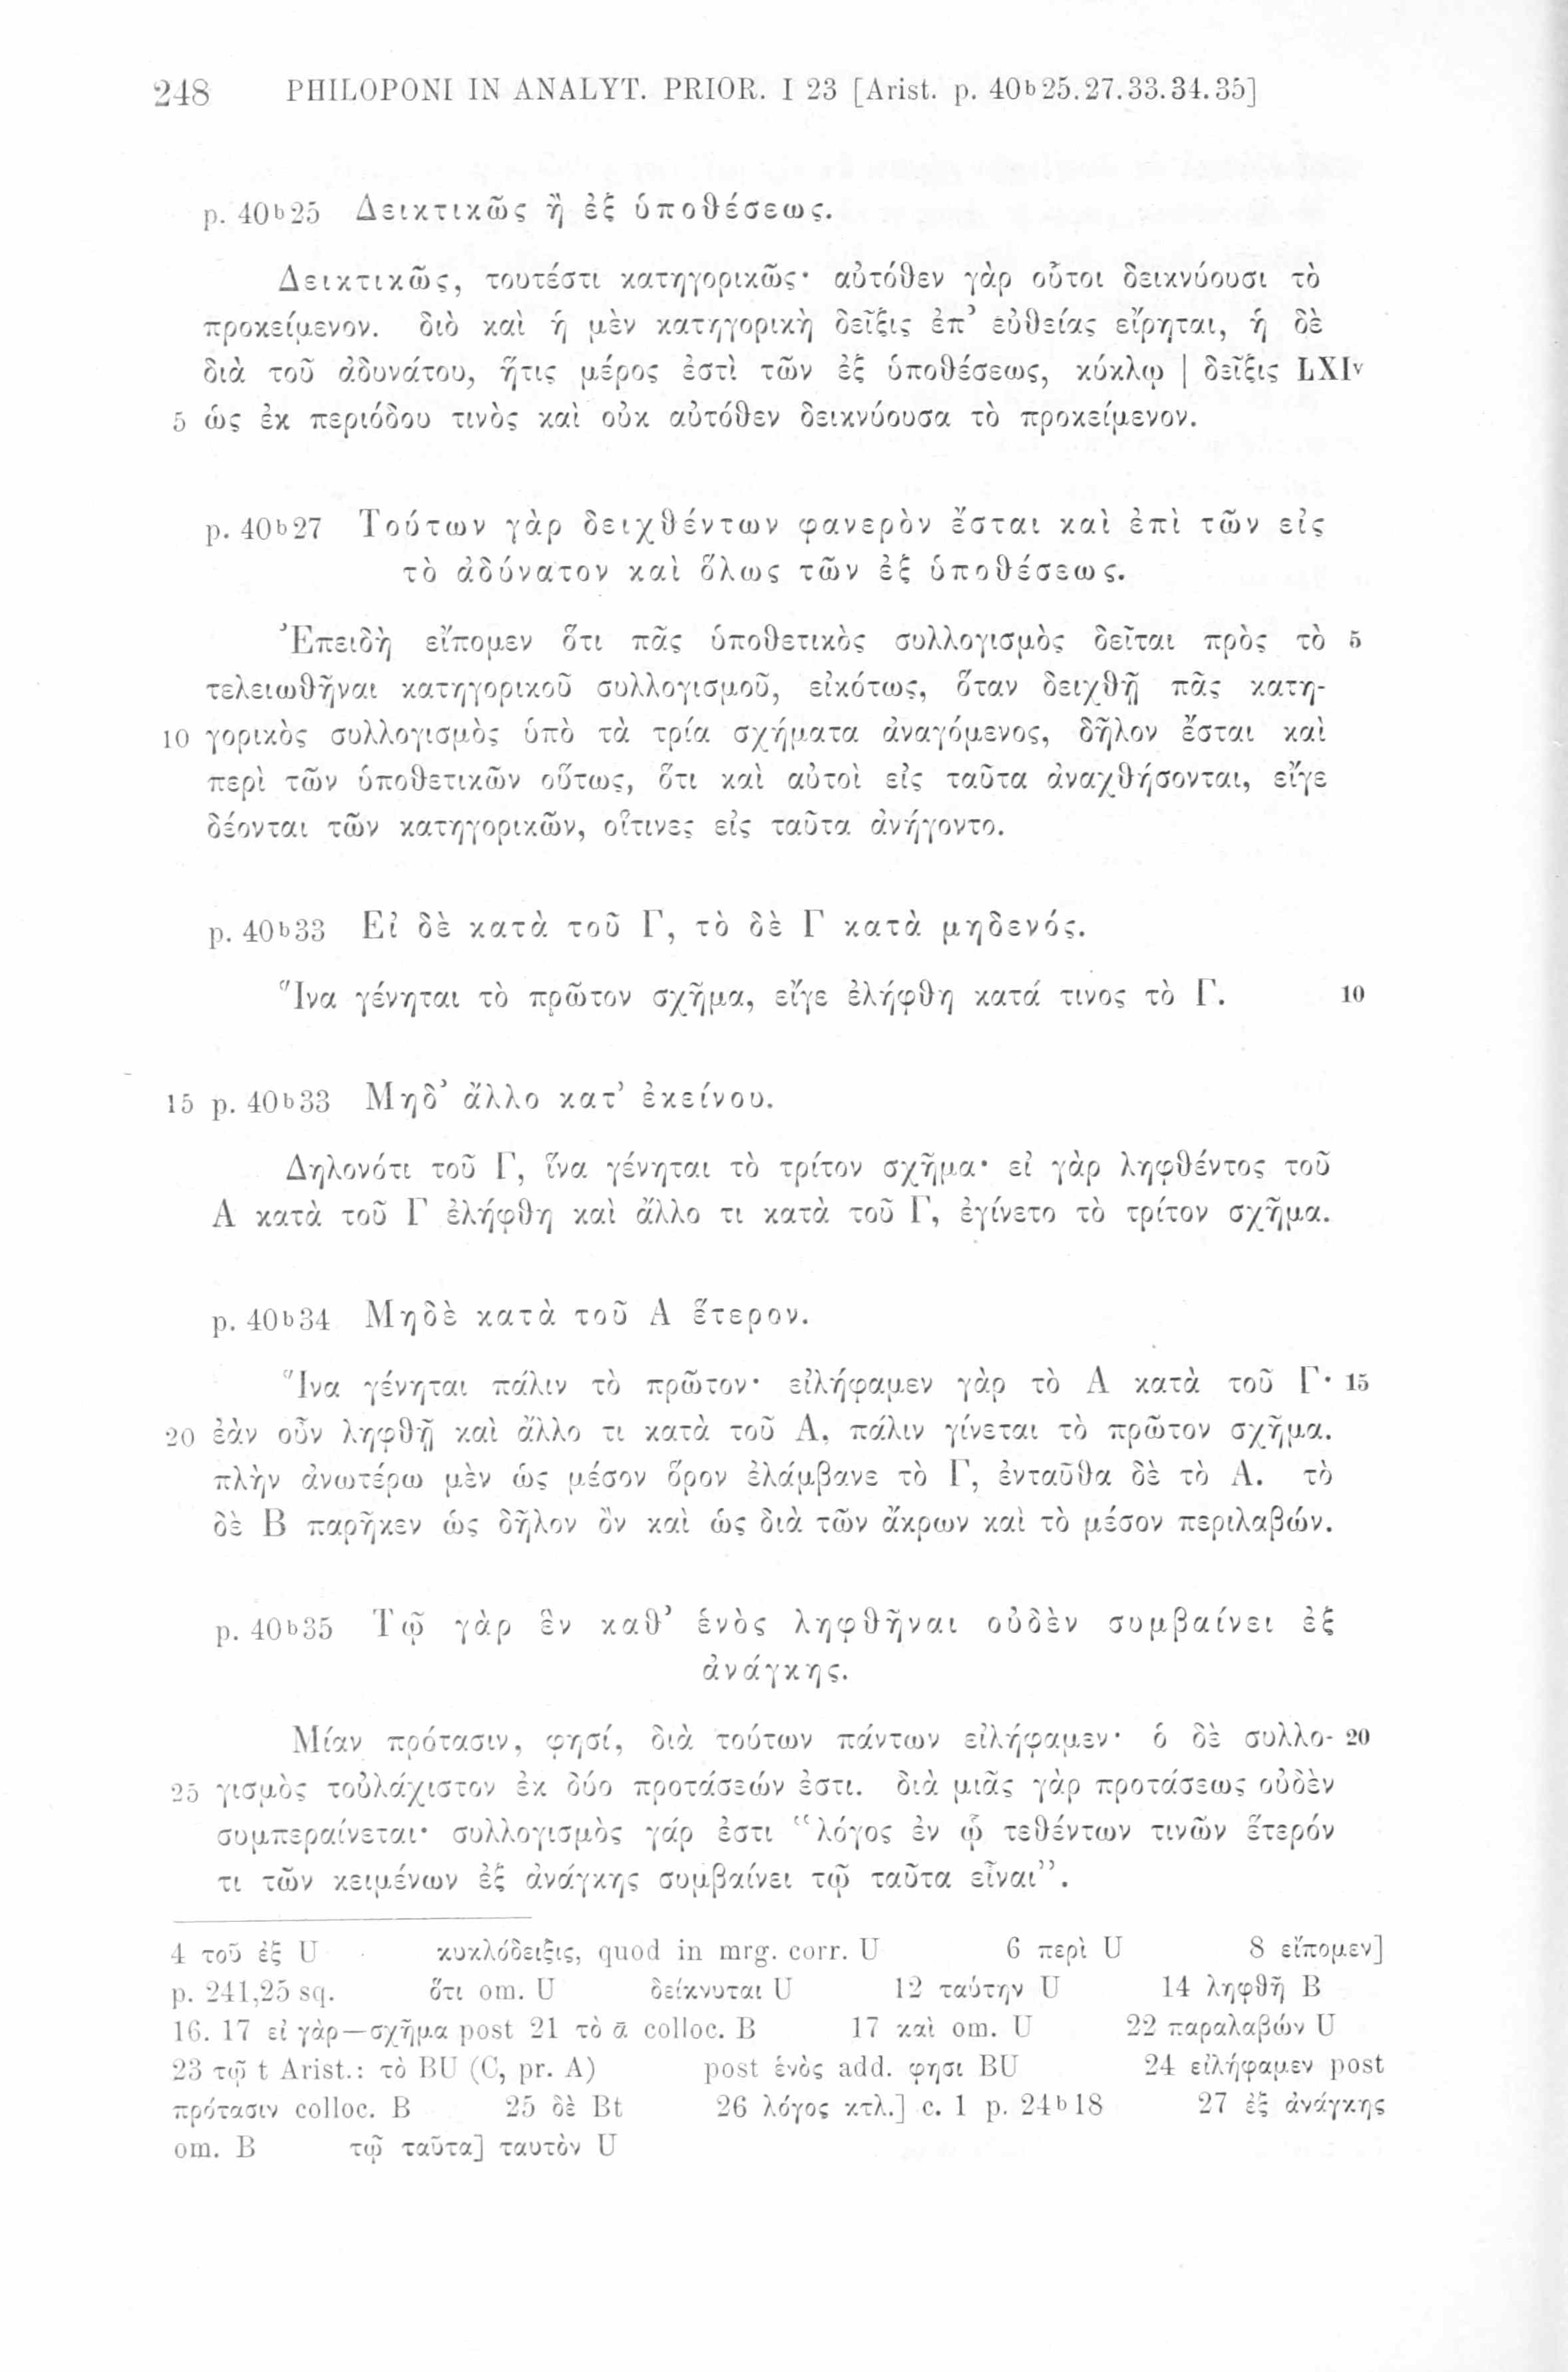 248 PHILOPONI IN ANALYT. PRIOR. I 23 [Arist. p. 40b25.27.33.34.35]
p. 40b25 Δεικτικῶς ἢ ἐξ ὑποθέσεως.
Δεικτικῶς, τουτέστι κατηγορικῶς· αὐτόθεν γὰρ οὗτοι δεικνύουσι τὸ
προκείμενον. διὸ καὶ ἡ μὲν κατηγορικὴ δεῖξις ἐπ’ εὐθείας εἴρηται, ἡ δὲ
διὰ τοῦ ἀδυνάτου, ἥτις μέρος ἐστὶ τῶν ἐξ ὑποθέσεως, κύκλῳ | δεῖξις LXIv
5 ὡς ἐκ περιόδου τινὸς καὶ οὐκ αὐτόθεν δεικνύουσα τὸ προκείμενον.
p. 40b27 Τούτων γὰρ δειχθέντων φανερὸν ἔσται καὶ ἐπὶ τῶν εἰς
τὸ ἀδύνατον καὶ ὅλως τῶν ἐξ ὑποθέσεως.
Ἐπειδὴ εἴπομεν ὅτι πᾶς ὑποθετικὸς συλλογισμὸς δεῖται πρὸς τὸ 5
τελειωθῆναι κατηγορικοῦ συλλογισμοῦ, εἰκότως, ὅταν δειχθῇ πᾶς κατη-
10 γορικὸς συλλογισμὸς ὑπὸ τὰ τρία σχήματα ἀναγόμενος, δῆλον ἔσται καὶ
περὶ τῶν ὑποθετικῶν οὕτως, ὅτι καὶ αὐτοὶ εἰς ταῦτα ἀναχθήσονται, εἴγε
δέονται τῶν κατηγορικῶν, οἵτινες εἰς ταῦτα ἀνήγοντο.
p. 40b33 Εἰ δὲ κατὰ τοῦ Γ, τὸ δὲ Γ κατὰ μηδενός.
Ἵνα γένηται τὸ πρῶτον σχῆμα, εἴγε ἐλήφθη κατά τινος τὸ Γ. 10
15 p. 40b33 Μηδ’ ἄλλο κατ’ ἐκείνου.
Δηλονότι τοῦ Γ, ἵνα γένηται τὸ τρίτον σχῆμα· εἰ γὰρ ληφθέντος τοῦ
Α κατὰ τοῦ Γ ἐλήφθη καὶ ἄλλο τι κατὰ τοῦ Γ, ἐγίνετο τὸ τρίτον σχῆμα.
p. 40b34 Μηδὲ κατὰ τοῦ Α ἕτερον.
Ἵνα γένηται πάλιν τὸ πρῶτον· εἰλήφαμεν γὰρ τὸ Α κατὰ τοῦ Γ· 15
20 ἐὰν οὖν ληφθῇ καὶ ἄλλο τι κατὰ τοῦ Α, πάλιν γίνεται τὸ πρῶτον σχῆμα.
πλὴν ἀνωτέρω μὲν ὡς μέσον ὅρον ἐλάμβανε τὸ Γ, ἐνταῦθα δὲ τὸ Α. τὸ
δὲ Β παρῆκεν ὡς δῆλον ὂν καὶ ὡς διὰ τῶν ἄκρων καὶ τὸ μέσον περιλαβών.
p. 40b35 Τῷ γὰρ ἓν καθ’ ἑνὸς ληφθῆναι οὐδὲν συμβαίνει ἐξ
ἀνάγκης.
Μίαν πρότασιν, φησί, διὰ τούτων πάντων εἰλήφαμεν· ὁ δὲ συλλο- 20
25 γισμὸς τοὐλάχιστον ἐκ δύο προτάσεών ἐστι. διὰ μιᾶς γὰρ προτάσεως οὐδὲν
συμπεραίνεται· συλλογισμὸς γάρ ἐστι “λόγος ἐν ᾧ τεθέντων τινῶν ἕτερόν
τι τῶν κειμένων ἐξ ἀνάγκης συμβαίνει τῷ ταῦτα εἶναι”.
4 τοῦ ἐξ U κυκλόδειξις, quod in mrg. corr. U 6 περὶ U 8 εἴπομεν]
p. 241,25 sq. ὅτι om. U δείκνυται U 12 ταύτην U 14 ληφθῇ B
16. 17 εἰ γὰρ—σχῆμα post 21 τὸ ᾱ colloc. B 17 καὶ om. U 22 παραλαβών U
23 τῷ t Arist.: τὸ BU (C, pr. A) post ἑνὸς add. φησι BU 24 εἰλήφαμεν post
πρότασιν colloc. B 25 δὲ Bt 26 λόγος κτλ.] c. 1 p. 24b18 27 ἐξ ἀνάγκης
om. B τῷ ταῦτα] ταυτὸν U